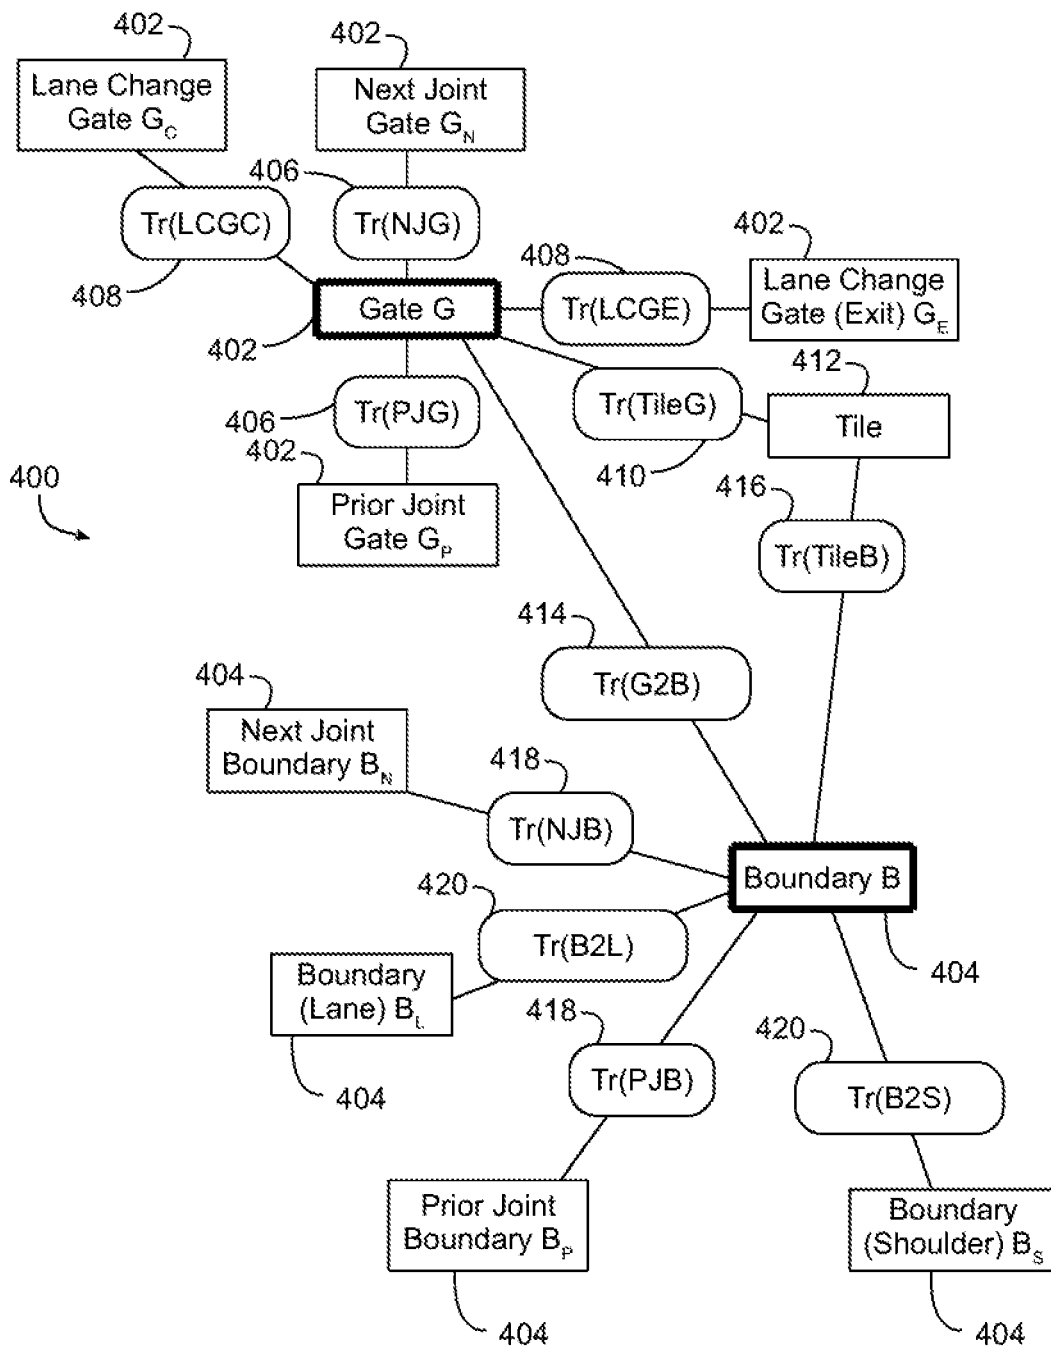 402
Lane Change
Gate G_C
402
Next Joint
Gate G_N
406
Tr(LCGC)
Tr(NJG)
408
408
402
Gate G
Tr(LCGE)
Lane Change
Gate (Exit) G_E
402
412
Tr(PJG)
406
Tr(TileG)
Tile
402
410
400
Prior Joint
Gate G_P
416
Tr(TileB)
414
Tr(G2B)
404
Next Joint
Boundary B_N
418
Tr(NJB)
Boundary B
420
Tr(B2L)
404
Boundary
(Lane) B_L
418
420
404
Tr(PJB)
Tr(B2S)
Prior Joint
Boundary B_P
Boundary
(Shoulder) B_S
404
404